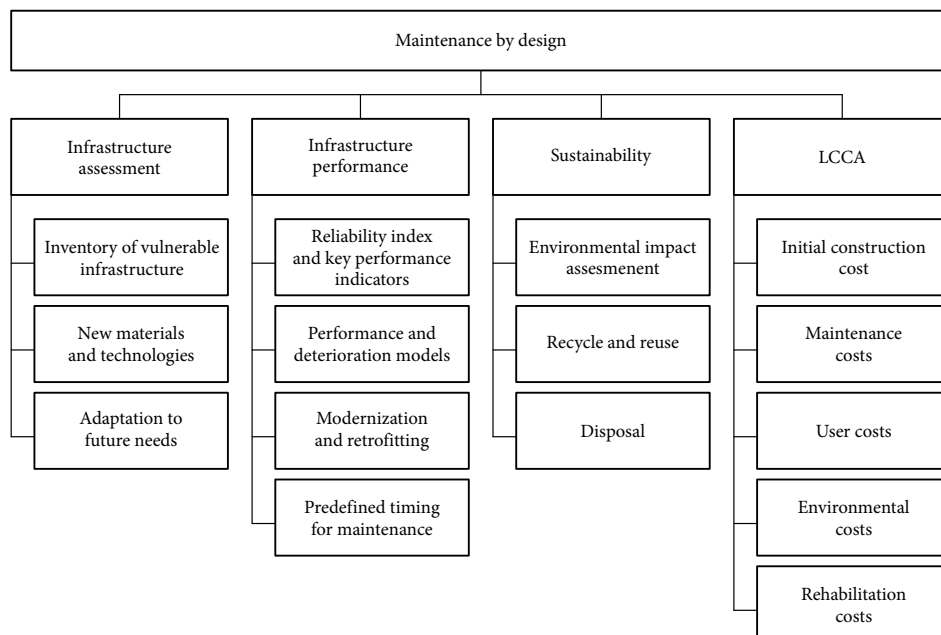 Maintenance by design
Infrastructure
assessment
Inventory of vulnerable
infrastructure
New materials
and technologies
Adaptation to
future needs
Infrastructure
performance
Reliability index
and key performance
indicators
Performance and
deterioration models
Modernization
and retrofitting
Predefined timing
for maintenance
Sustainability
Environmental impact
assesmenent
Recycle and reuse
Disposal
LCCA
Initial construction
cost
Maintenance
costs
User costs
Environmental
costs
Rehabilitation
costs